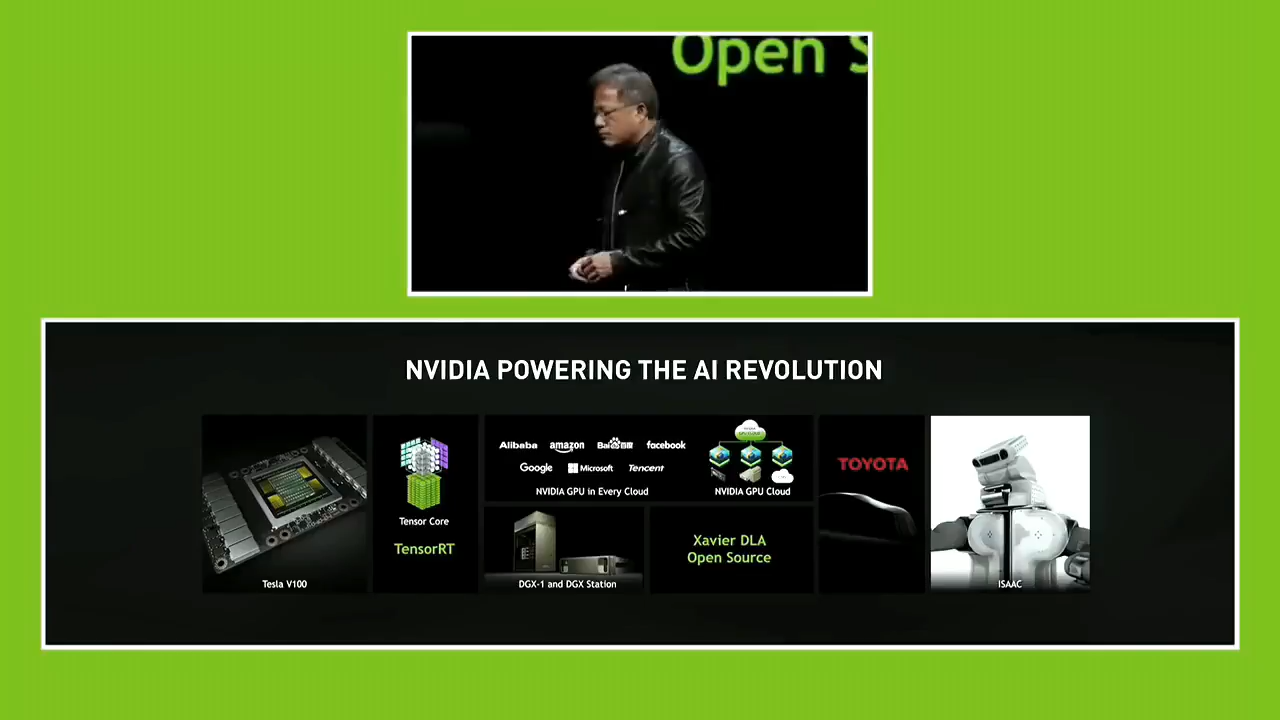 Open S
NVIDIA POWERING THE AI REVOLUTION
Tesla V100
Tensor Core
TensorRT
Alibaba amazon Bai百度 facebook
Google Microsoft Tencent
NVIDIA GPU in Every Cloud
NVIDIA GPU Cloud
DGX-1 and DGX Station
Xavier DLA
Open Source
TOYOTA
ISAAC